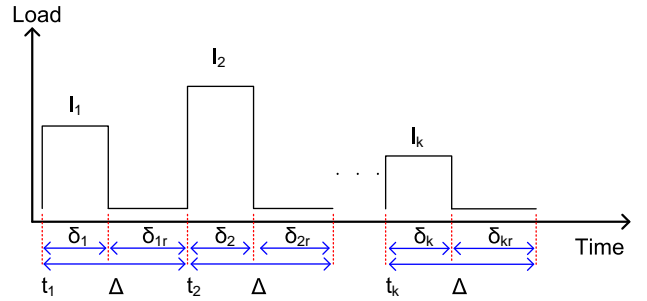 Load
I₁
I₂
Iₖ
. . .
δ₁ δ₁ᵣ δ₂ δ₂ᵣ δₖ δₖᵣ
Time
t₁ Δ t₂ Δ tₖ Δ